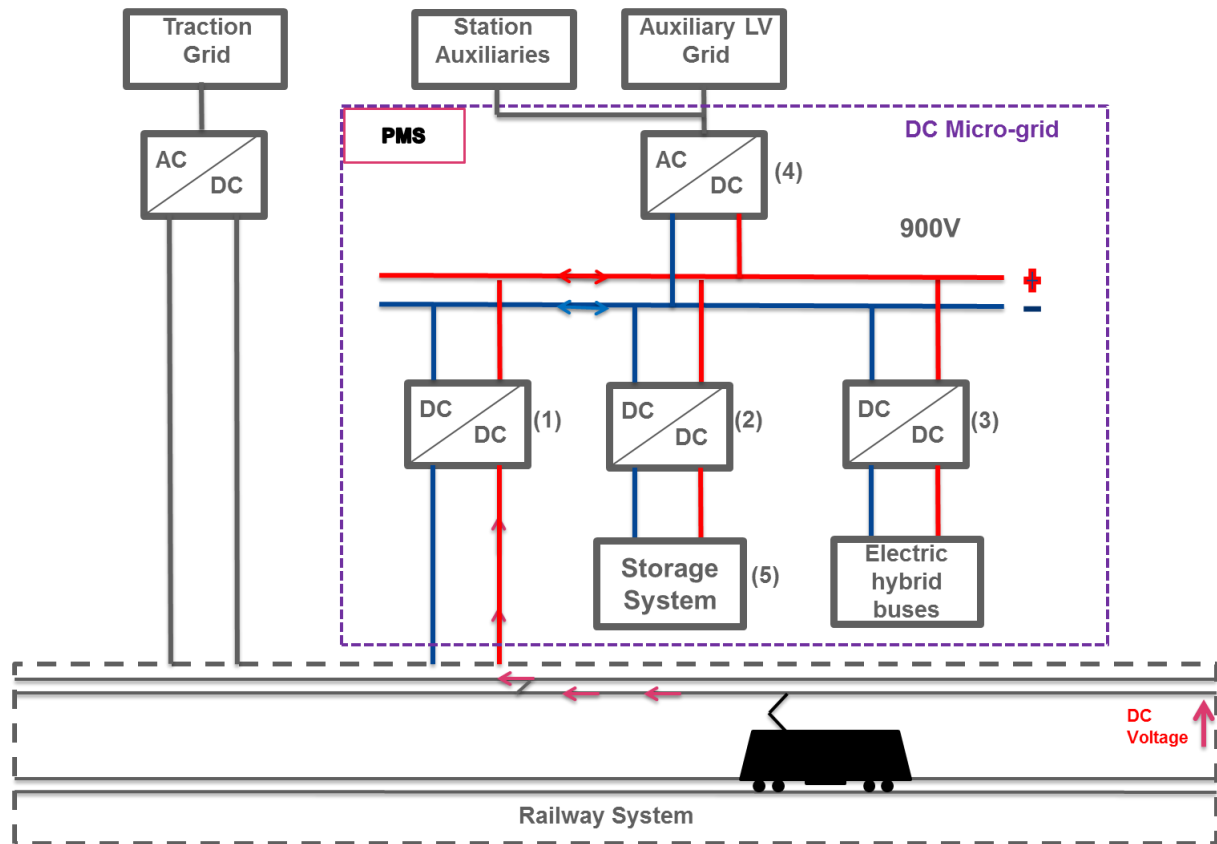 Traction
Grid
Station
Auxiliaries
Auxiliary LV
Grid
PMS
DC Micro-grid
AC
DC
AC
DC
(4)
900V
+
-
DC
DC
(1)
DC
DC
(2)
DC
DC
(3)
Storage
System
(5)
Electric
hybrid
buses
DC
Voltage
Railway System